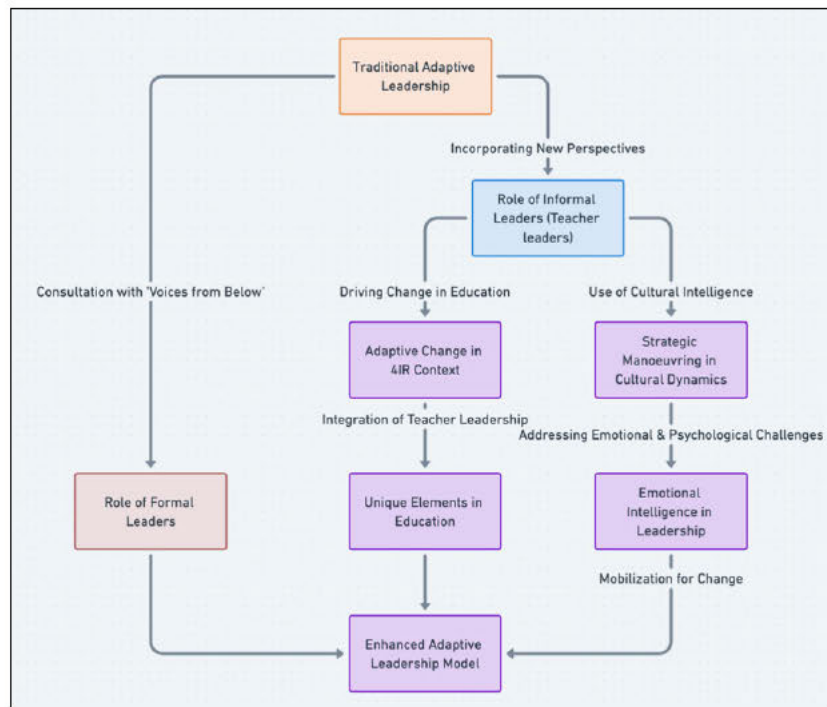 Traditional Adaptive
Leadership
Incorporating New Perspectives
Role of Informal
Leaders (Teacher
leaders)
Consultation with 'Voices from Below'
Driving Change in Education
Use of Cultural Intelligence
Adaptive Change in
4IR Context
Strategic
Manoeuvring in
Cultural Dynamics
Integration of Teacher Leadership
Addressing Emotional & Psychological Challenges
Role of Formal
Leaders
Unique Elements in
Education
Emotional
Intelligence in
Leadership
Mobilization for Change
Enhanced Adaptive
Leadership Model